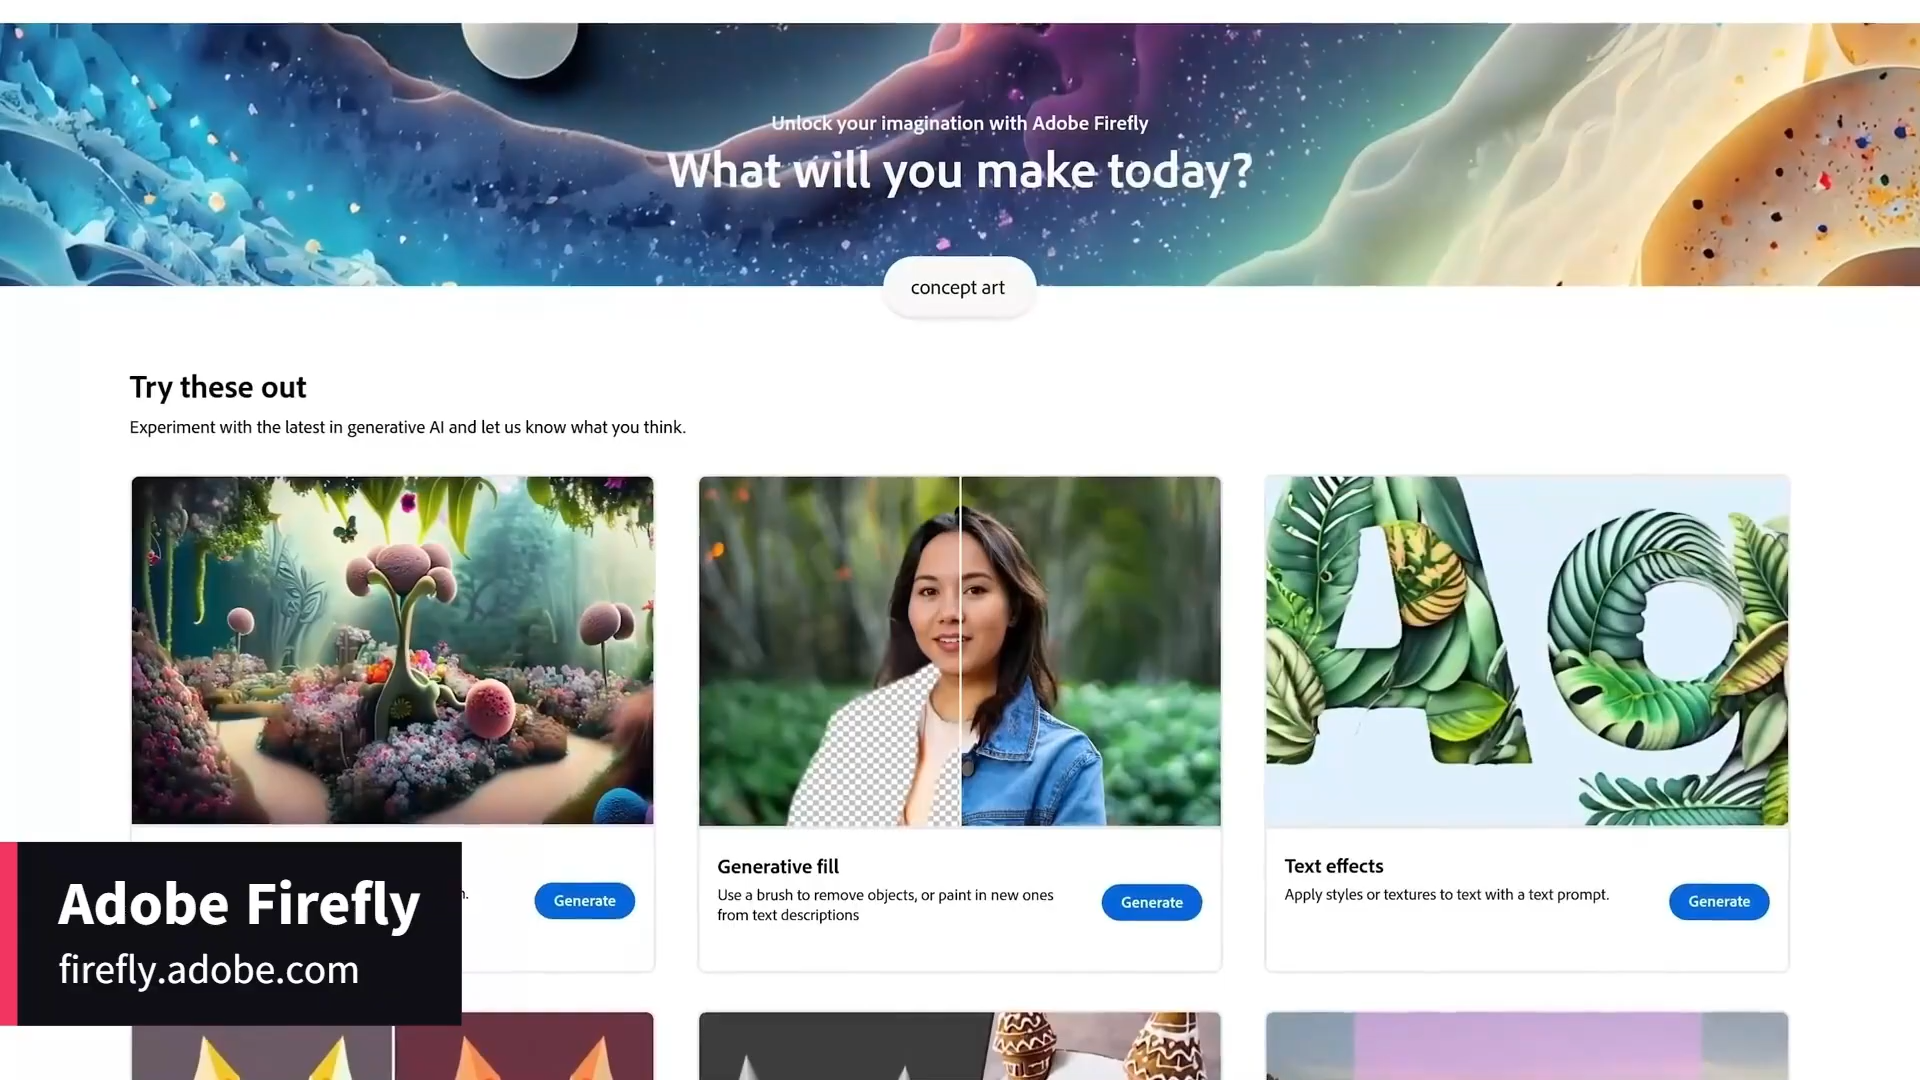 Unlock your imagination with Adobe Firefly
What will you make today?
concept art
Try these out
Experiment with the latest in generative AI and let us know what you think.
Ag
Generative fill
Use a brush to remove objects, or paint in new ones
from text descriptions
Generate
Text effects
Apply styles or textures to text with a text prompt.
Generate
Generate
Adobe Firefly
firefly.adobe.com